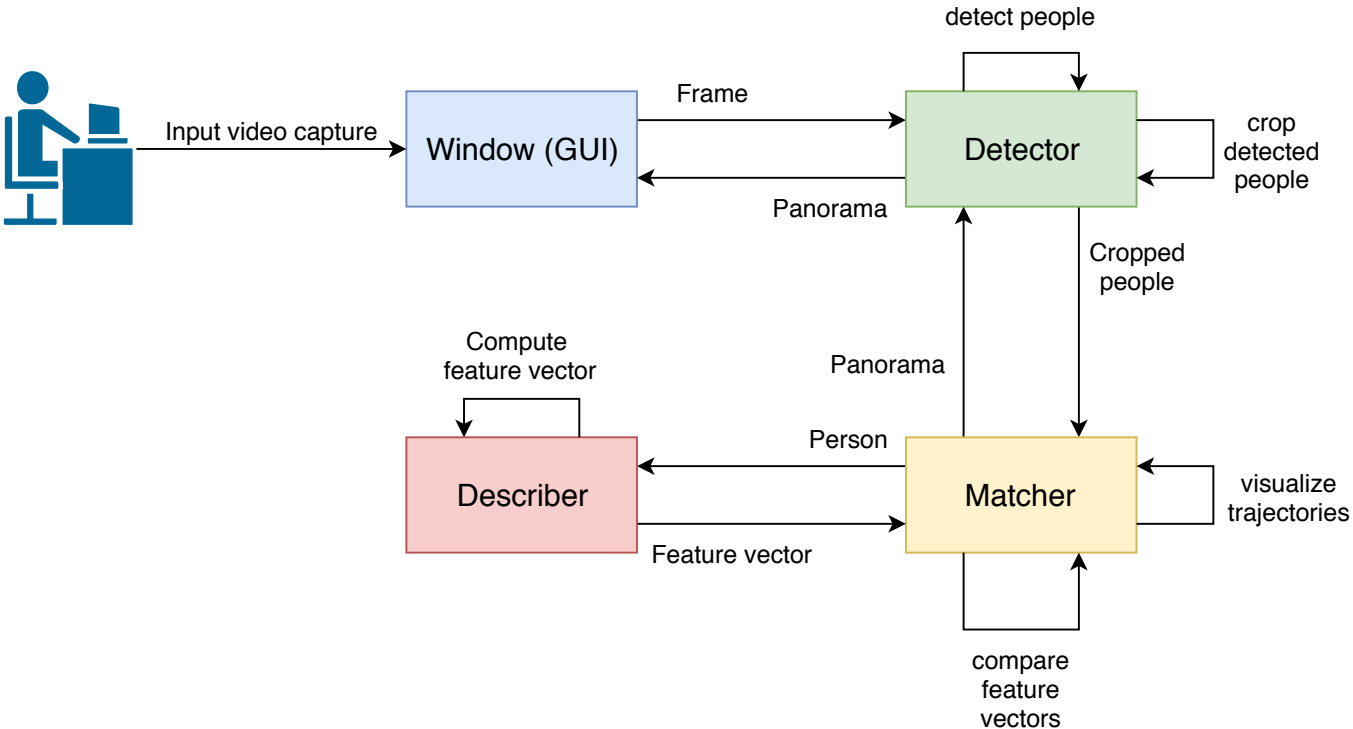 detect people
Frame
Input video capture
Window (GUI)
Detector
crop
detected
people
Panorama
Cropped
people
Compute
feature vector
Panorama
Person
Describer
Matcher
visualize
trajectories
Feature vector
compare
feature
vectors